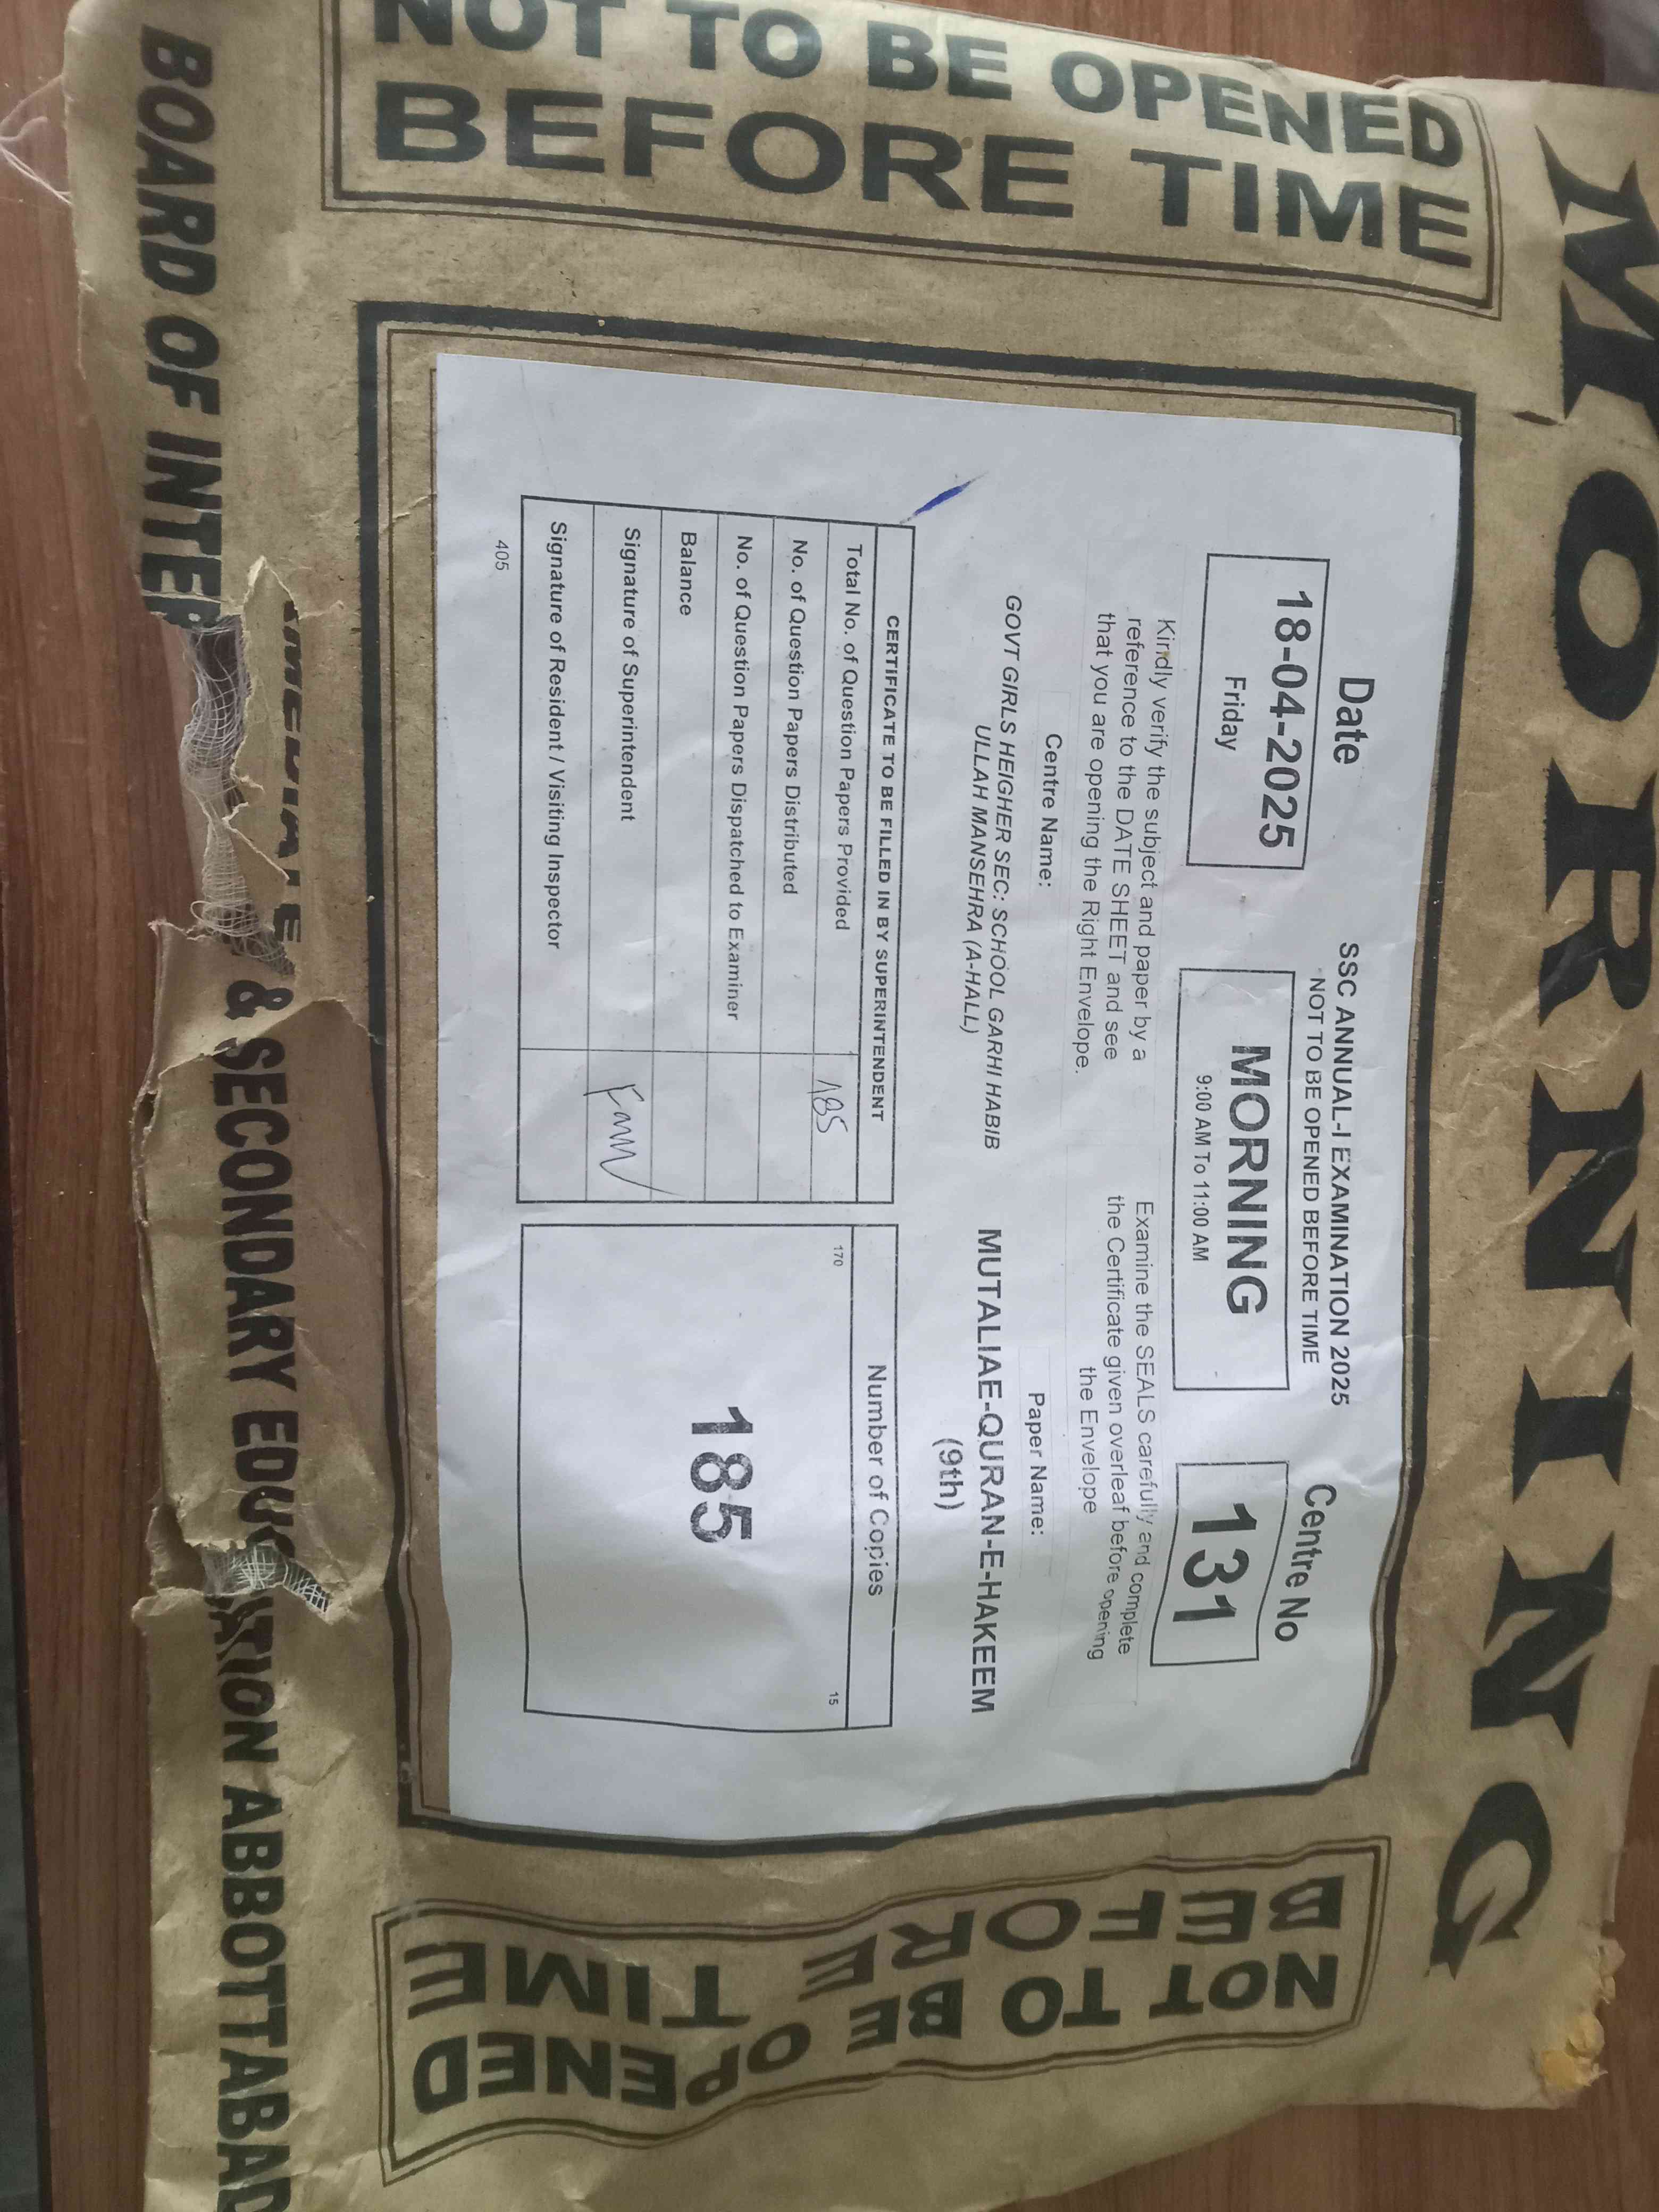 MORNING
NOT TO BE OPENED
BEFORE TIME
Date
18-04-2025
Friday
SSC ANNUAL-I EXAMINATION 2025
NOT TO BE OPENED BEFORE TIME
MORNING
9:00 AM To 11:00 AM
Centre No
131
Kindly verify the subject and paper by a
reference to the DATE SHEET and see
that you are opening the Right Envelope.
Examine the SEALS carefully and complete
the Certificate given overleaf before opening
the Envelope
Centre Name:
GOVT GIRLS HEIGHER SEC: SCHOOL GARHI HABIB
ULLAH MANSEHRA (A-HALL)
Paper Name:
MUTALIAE-QURAN-E-HAKEEM
(9th)
CERTIFICATE TO BE FILLED IN BY SUPERINTENDENT
Total No. of Question Papers Provided 185
No. of Question Papers Distributed
No. of Question Papers Dispatched to Examiner
Balance
Signature of Superintendent
Signature of Resident / Visiting Inspector
405
Number of Copies
170 15
185
NOT TO BE OPENED
BEFORE TIME
BOARD OF INTERMEDIATE & SECONDARY EDUCATION ABBOTTABAD